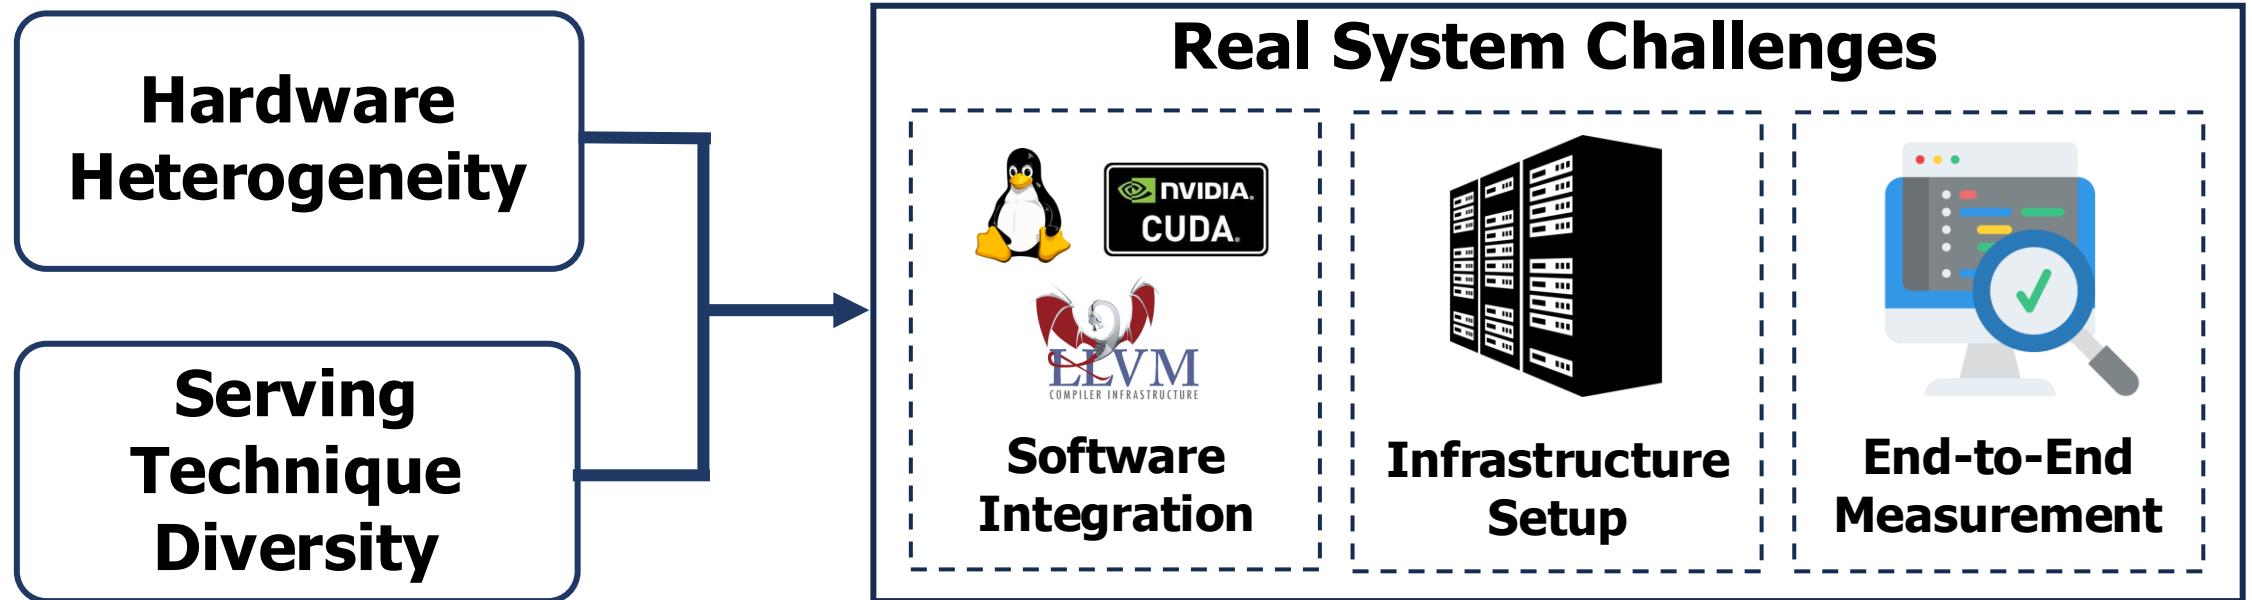 Hardware
Heterogeneity
Serving
Technique
Diversity
Real System Challenges
NVIDIA.
CUDA.
LLVM
COMPILER INFRASTRUCTURE
Software
Integration
Infrastructure
Setup
End-to-End
Measurement